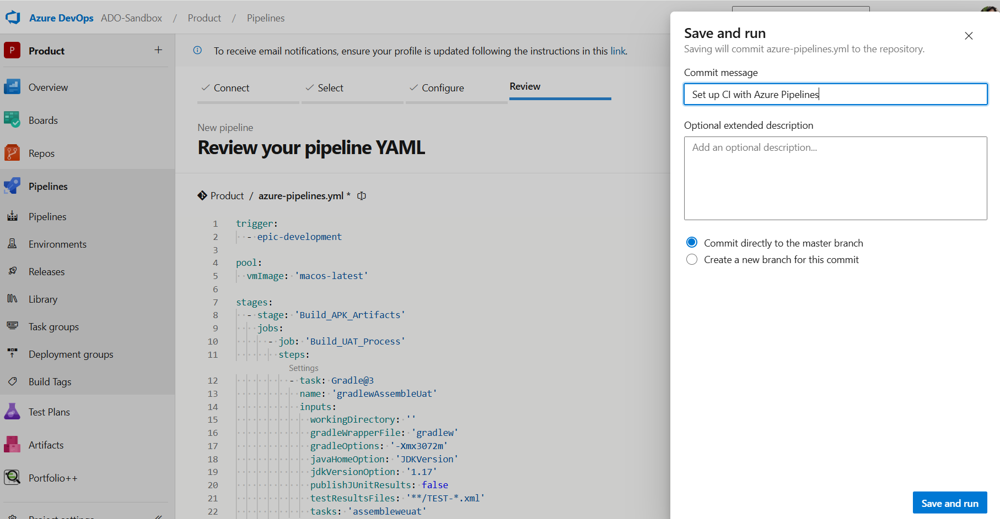 Azure DevOps ADO-Sandbox / Product / Pipelines
P Product +
Overview
Boards
Repos
Pipelines
Pipelines
Environments
Releases
Library
Task groups
Deployment groups
Build Tags
Test Plans
Artifacts
Portfolio++
Project settings
To receive email notifications, ensure your profile is updated following the instructions in this link.
Connect Select Configure Review
New pipeline
Review your pipeline YAML
Product / azure-pipelines.yml *
1 trigger:
2 - epic-development
3
4 pool:
5 vmImage: 'macos-latest'
6
7 stages:
8 - stage: 'Build_APK_Artifacts'
9 jobs:
10 - job: 'Build_UAT_Process'
11 steps:
Settings
12 - task: Gradle@3
13 name: 'gradlewAssembleUat'
14 inputs:
15 workingDirectory: ''
16 gradleWrapperFile: 'gradlew'
17 gradleOptions: '-Xmx3072m'
18 javaHomeOption: 'JDKVersion'
19 jdkVersionOption: '1.17'
20 publishJUnitResults: false
21 testResultsFiles: '**/TEST-*.xml'
22 tasks: 'assembleweuat'
Save and run
Saving will commit azure-pipelines.yml to the repository.
Commit message
Set up CI with Azure Pipelines
Optional extended description
Add an optional description...
Commit directly to the master branch
Create a new branch for this commit
Save and run